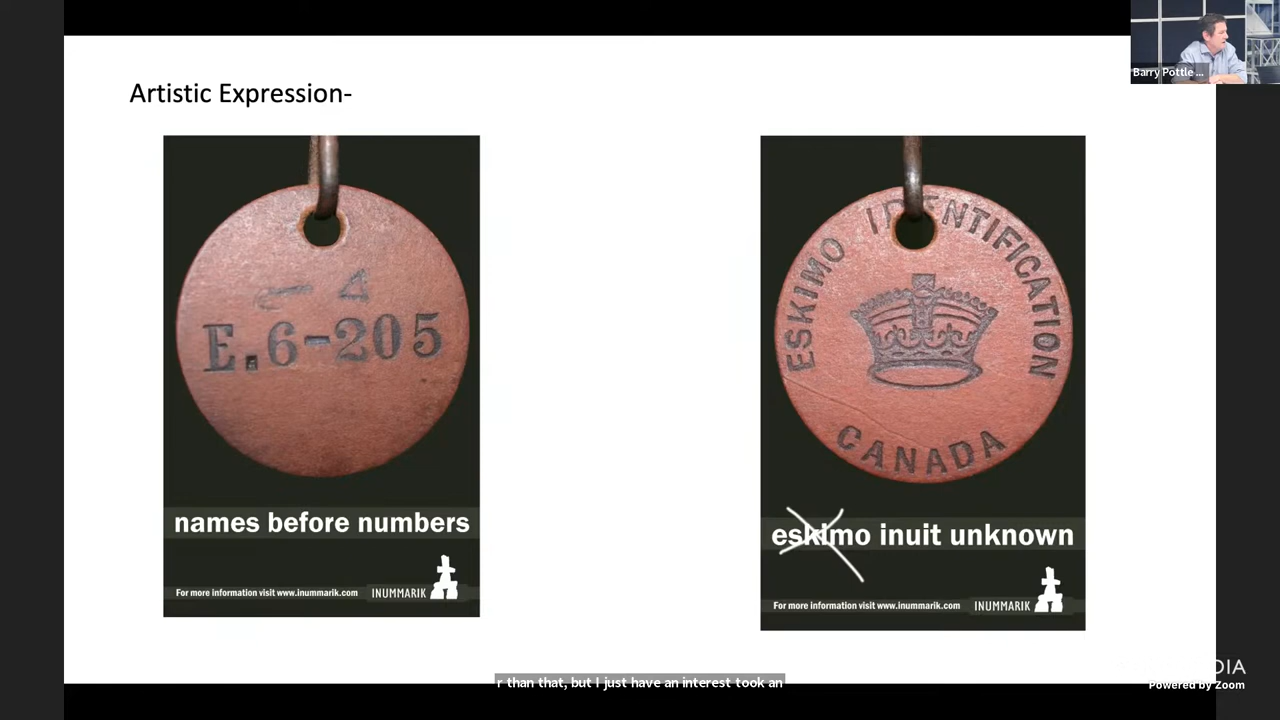 Barry Pottle ...
Artistic Expression-
E.6-205
names before numbers
For more information visit www.inummarik.com
INUMMARIK
ESKIMO IDENTIFICATION
CANADA
eskimo inuit unknown
For more information visit www.inummarik.com
INUMMARIK
r than that, but I just have an interest took an
Powered by Zoom